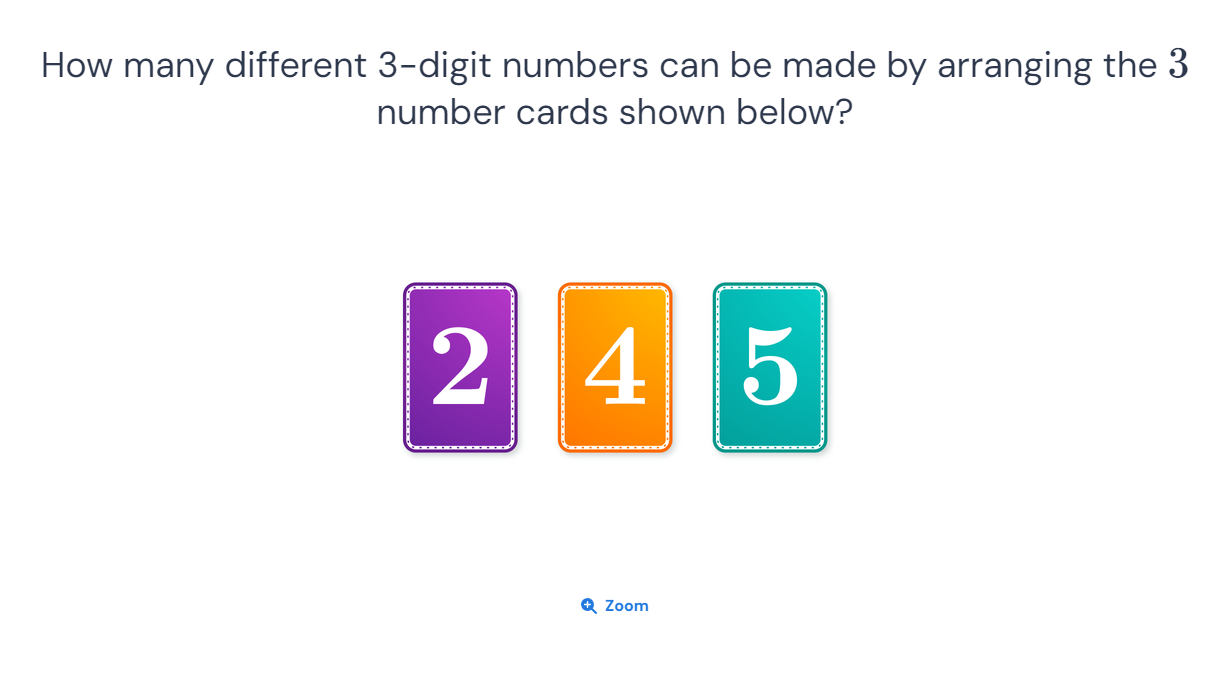 How many different 3-digit numbers can be made by arranging the 3
number cards shown below?
2 4 5
Zoom